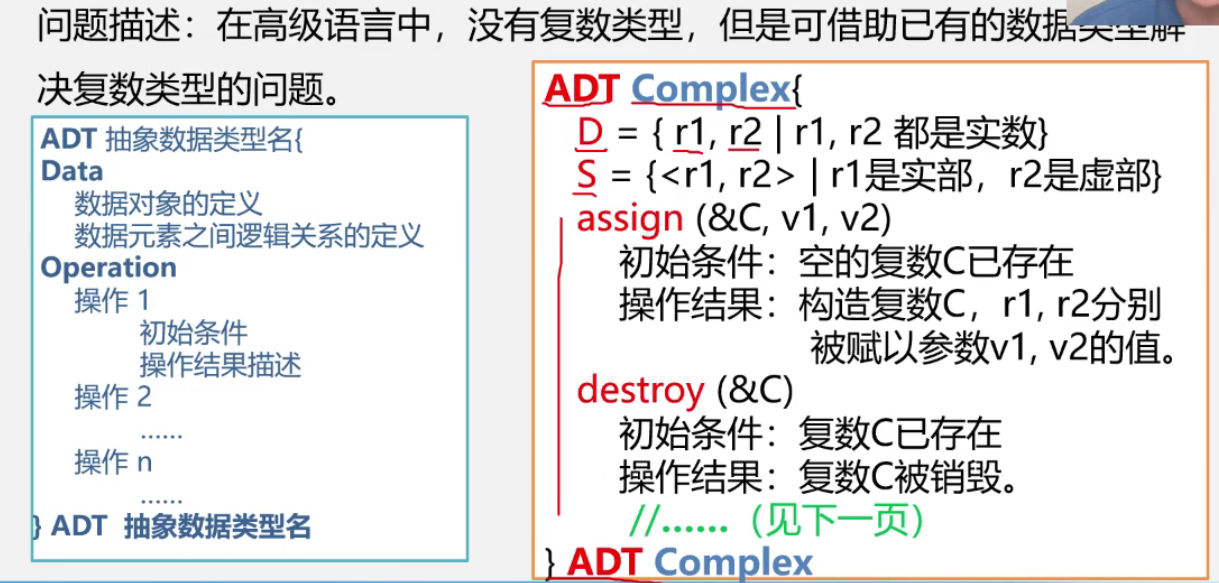 问题描述：在高级语言中，没有复数类型，但是可借助已有的数据类型解
决复数类型的问题。
ADT 抽象数据类型名{
Data
数据对象的定义
数据元素之间逻辑关系的定义
Operation
操作 1
初始条件
操作结果描述
操作 2
……
操作 n
……
} ADT 抽象数据类型名
ADT Complex{
D = { r1, r2 | r1, r2 都是实数}
S = {<r1, r2> | r1是实部，r2是虚部}
assign (&C, v1, v2)
初始条件：空的复数C已存在
操作结果：构造复数C，r1, r2分别
被赋以参数v1, v2的值。
destroy (&C)
初始条件：复数C已存在
操作结果：复数C被销毁。
//……（见下一页）
} ADT Complex